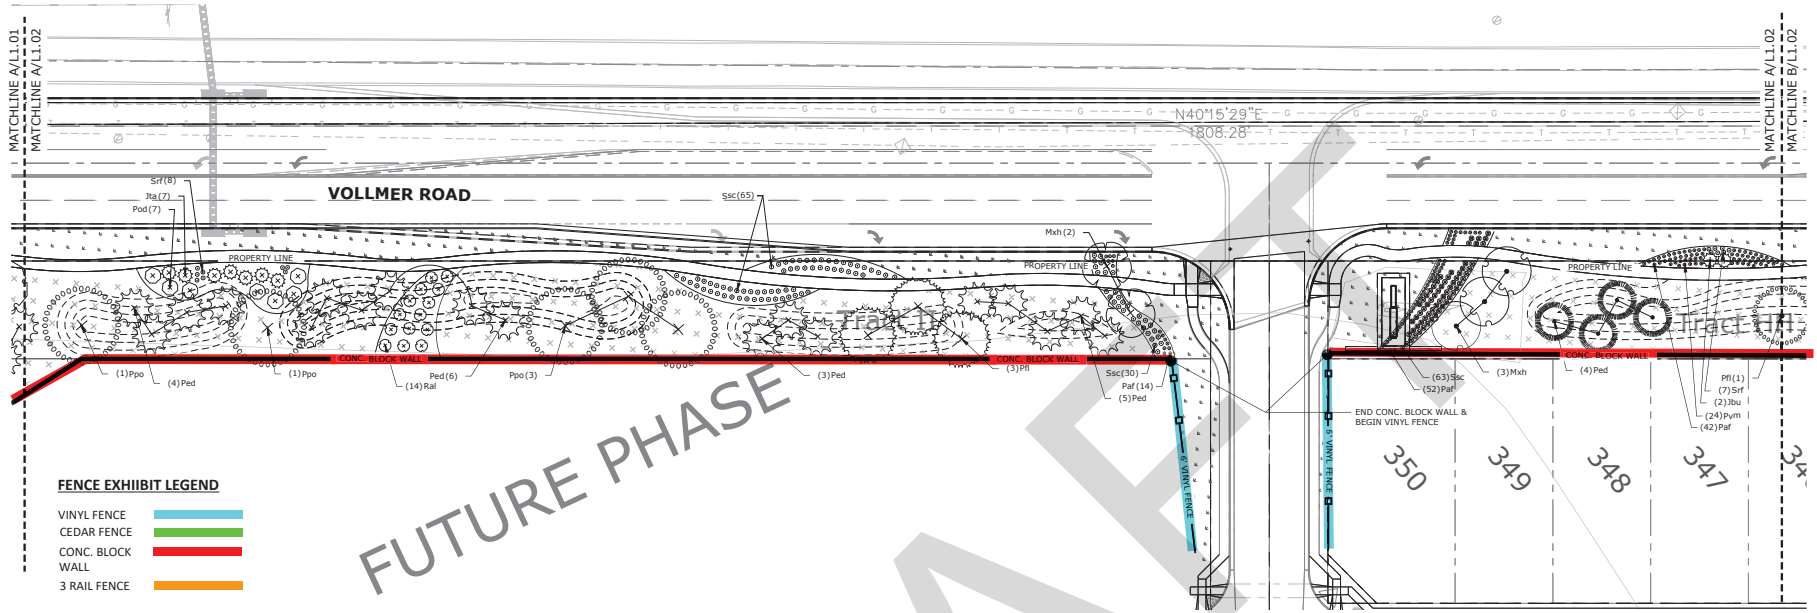 MATCHLINE A/L1.01
MATCHLINE A/L1.02
MATCHLINE A/L1.02
MATCHLINE B/L1.02
N40°15'29"E
1808.28'
VOLLMER ROAD
Srf(8)
Jta(7)
Pod(7)
Ssc(65)
Mxh(2)
PROPERTY LINE
PROPERTY LINE
PROPERTY LINE
CONC. BLOCK WALL
CONC. BLOCK WALL
CONC. BLOCK WALL
(1)Ppo
(4)Ped
(1)Ppo
(14)Ral
Ped(6)
Ppo(3)
(3)Ped
(3)Pfl
Ssc(30)
Paf(14)
(5)Ped
(63)Ssc
(52)Paf
(3)Mxh
(4)Ped
Pfl(1)
(7)Srf
(2)Jbu
(24)Pvm
(42)Paf
END CONC. BLOCK WALL &
BEGIN VINYL FENCE
6' VINYL FENCE
5' VINYL FENCE
350
349
348
347
FUTURE PHASE
FENCE EXHIBIT LEGEND
VINYL FENCE
CEDAR FENCE
CONC. BLOCK
WALL
3 RAIL FENCE